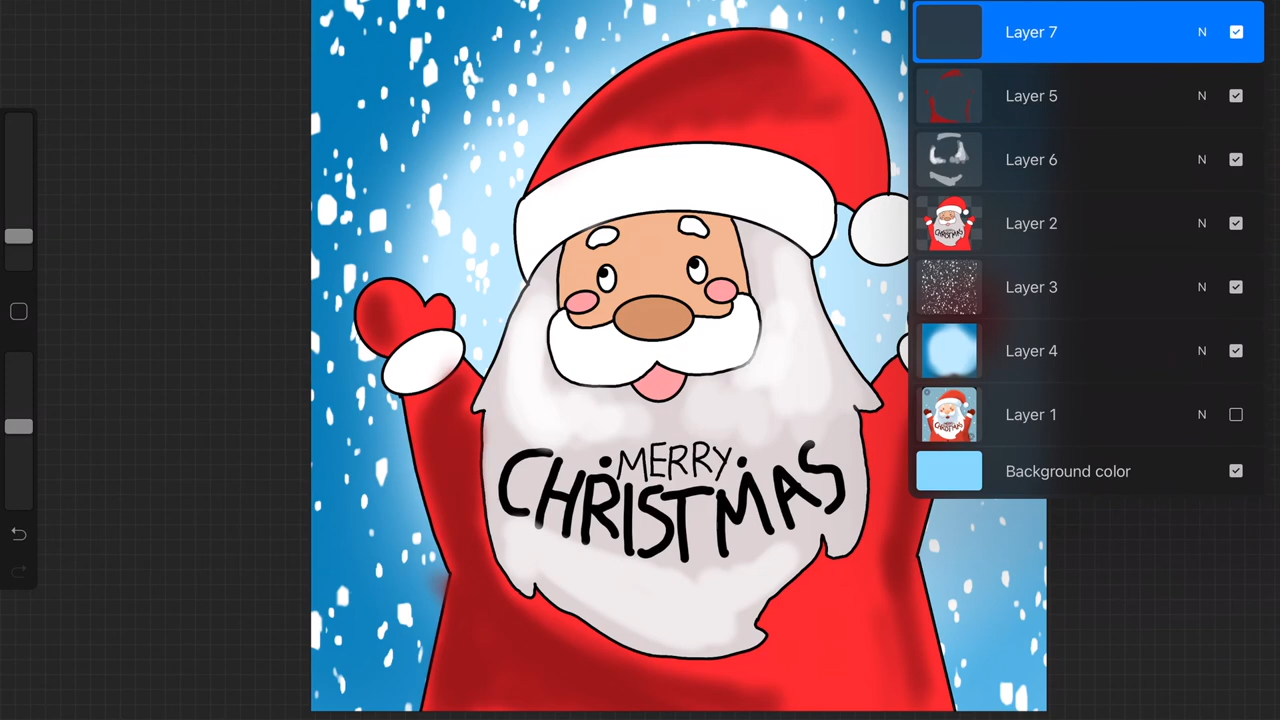 Layer 7 N
Layer 5 N
Layer 6 N
Layer 2 N
Layer 3 N
Layer 4 N
Layer 1 N
Background color
MERRY
CHRISTMAS